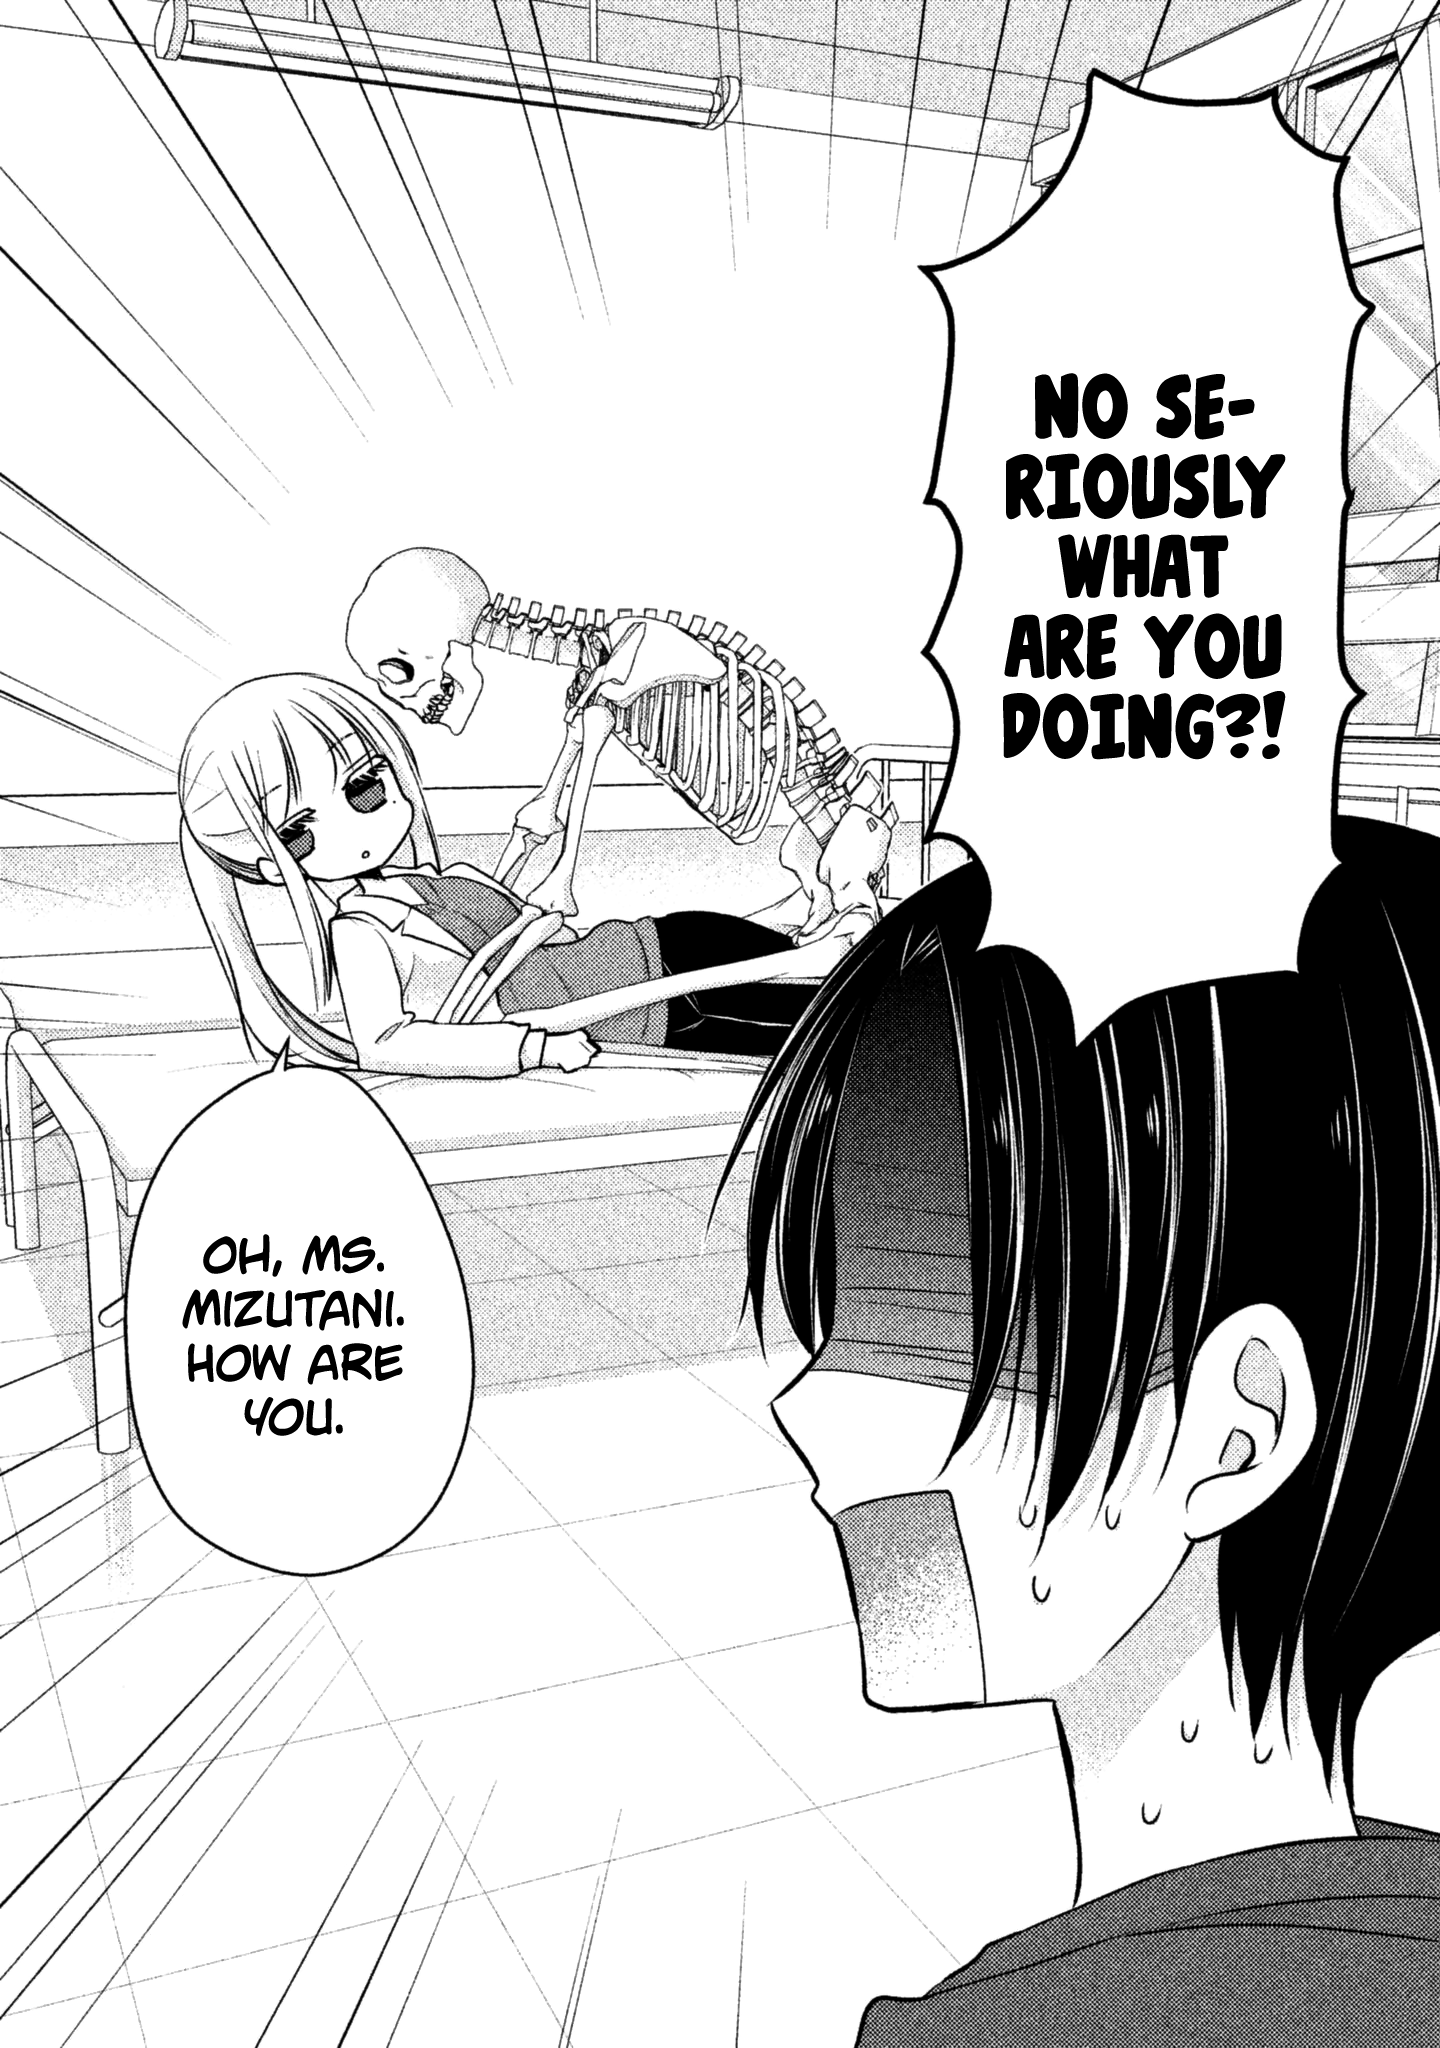 NO SE-
RIOUSLY
WHAT
ARE YOU
DOING?!
OH, MS.
MIZUTANI.
HOW ARE
YOU.